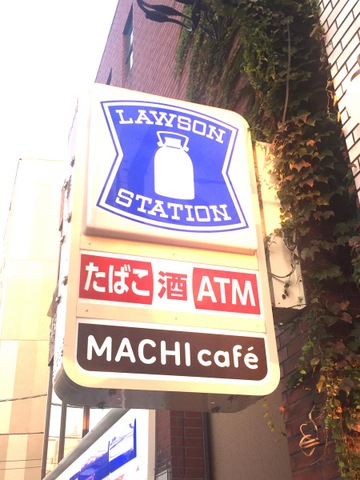 LAWSON
STATION
たばこ 酒 ATM
MACHI café